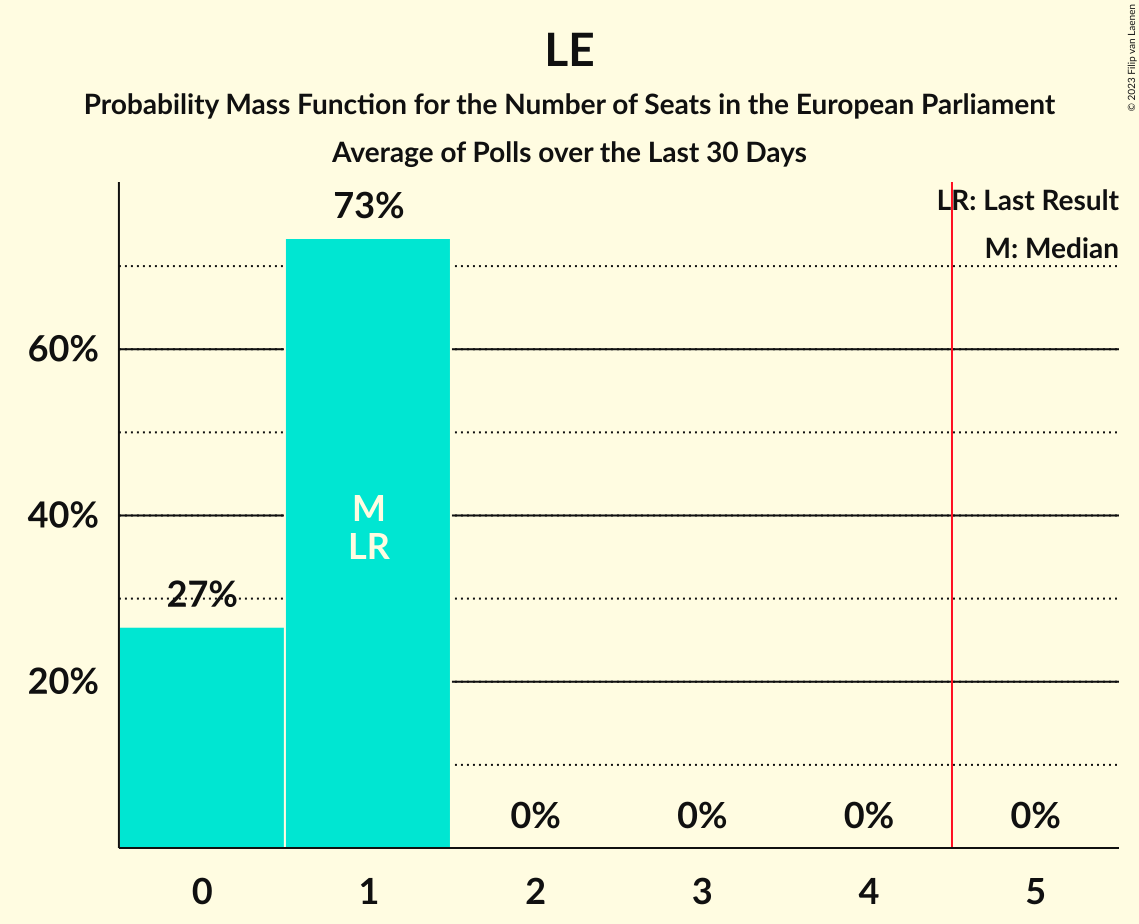 LE
Probability Mass Function for the Number of Seats in the European Parliament
Average of Polls over the Last 30 Days
© 2023 Filip van Laenen
LR: Last Result
M: Median
73%
60%
40%
20%
27%
M
LR
0%
0%
0%
0%
0
1
2
3
4
5